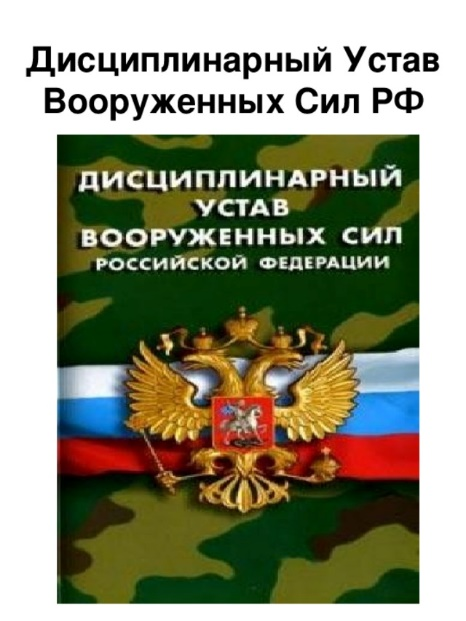 Дисциплинарный Устав
Вооруженных Сил РФ
ДИСЦИПЛИНАРНЫЙ
УСТАВ
ВООРУЖЕННЫХ СИЛ
РОССИЙСКОЙ ФЕДЕРАЦИИ